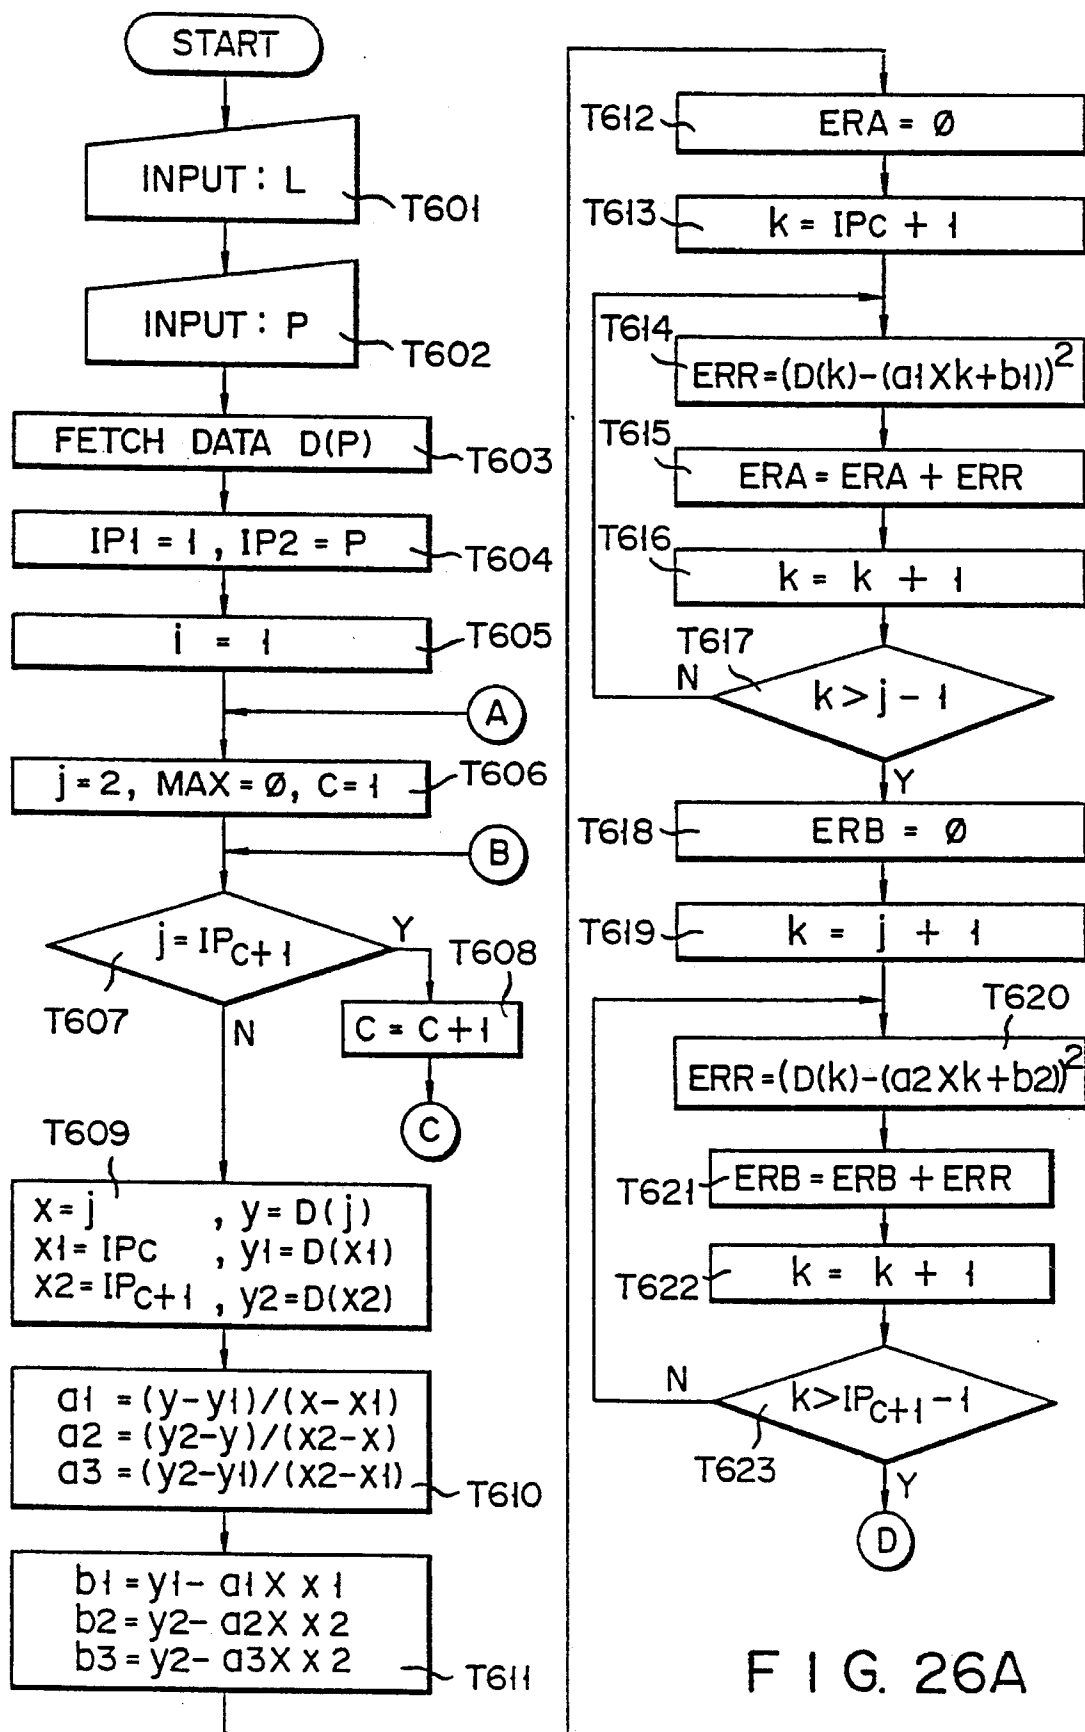 START
INPUT : L
T601
INPUT : P
T602
FETCH DATA D(P)
T603
IP1 = 1 , IP2 = P
T604
i = 1
T605
A
j=2, MAX=Ø, C=1
T606
B
j=IPC+1
Y
T607
N
T608
C = C+1
C
T609
x=j , y=D(j)
x1=IPC , y1=D(x1)
x2=IPC+1 , y2=D(x2)
a1 =(y-y1)/(x-x1)
a2 =(y2-y)/(x2-x)
a3 =(y2-y1)/(x2-x1)
T610
b1=y1- a1X x1
b2=y2- a2X x2
b3=y2- a3X x2
T611
T612
ERA = Ø
T613
k = IPC + 1
T614
ERR=(D(k)-(a1Xk+b1))²
T615
ERA = ERA + ERR
T616
k = k + 1
T617
k > j - 1
N
Y
T618
ERB = Ø
T619
k = j + 1
T620
ERR=(D(k)-(a2Xk+b2))²
T621
ERB=ERB + ERR
T622
k = k + 1
k>IPC+1 -1
N
T623
Y
D
FIG. 26A